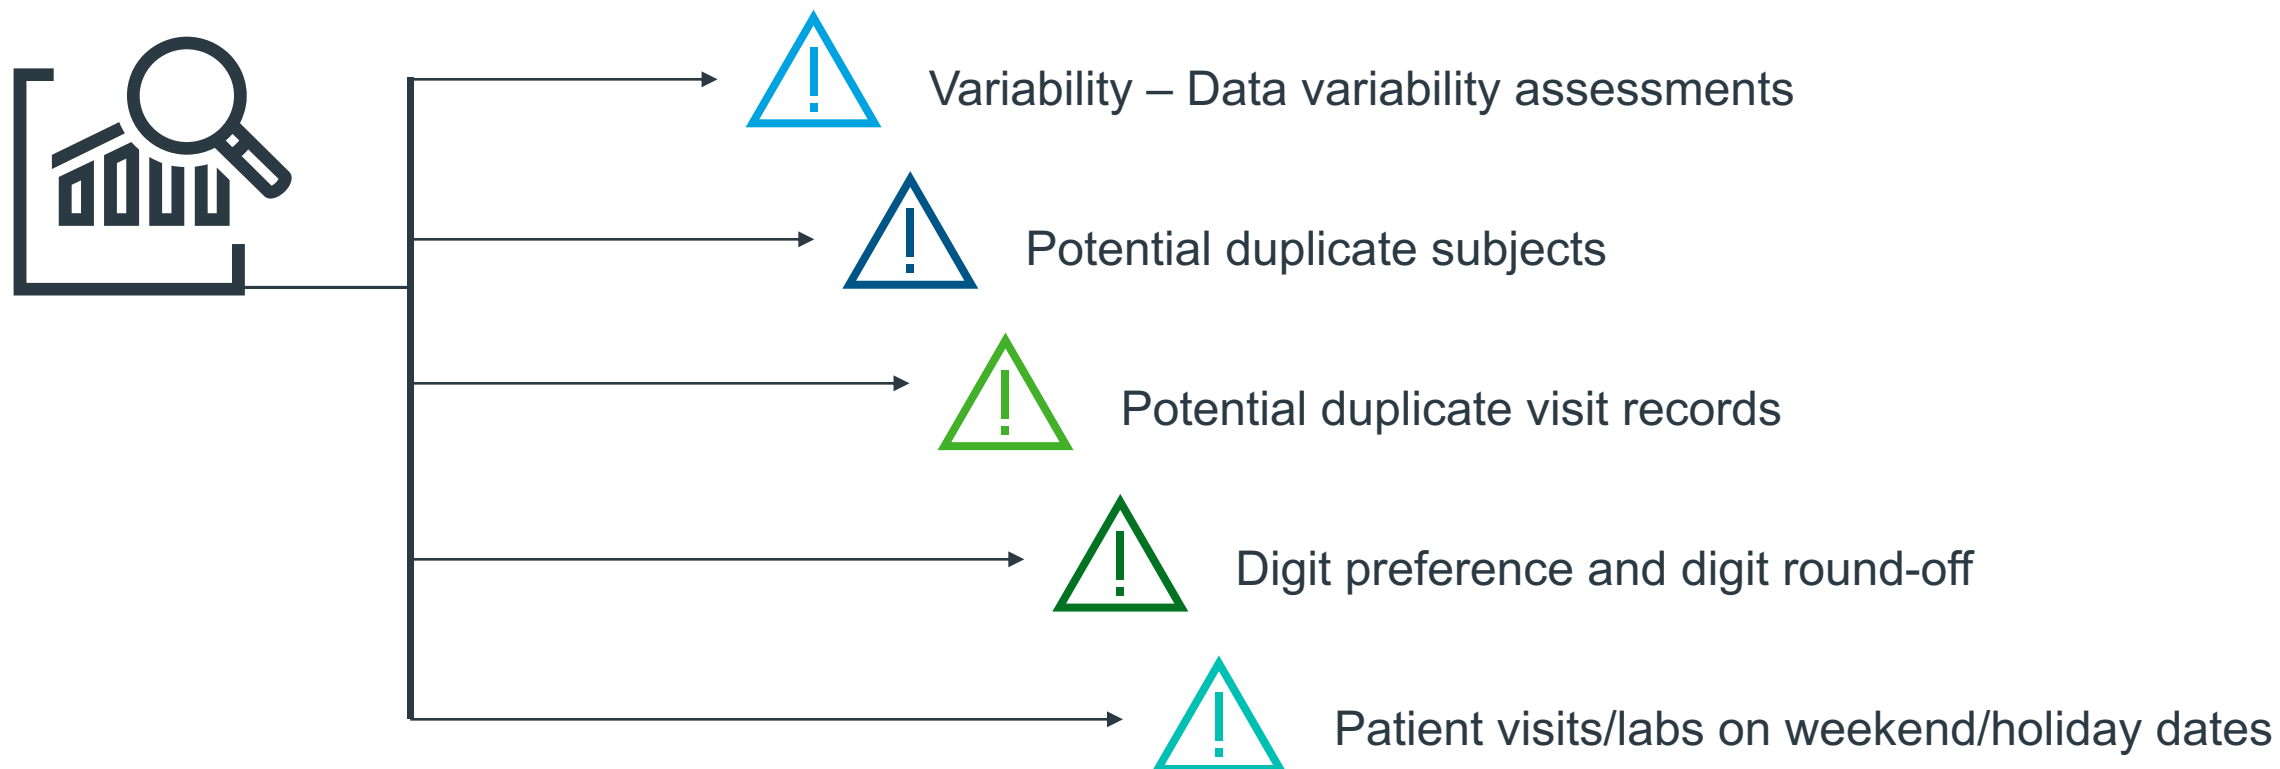 Variability – Data variability assessments
Potential duplicate subjects
Potential duplicate visit records
Digit preference and digit round-off
Patient visits/labs on weekend/holiday dates